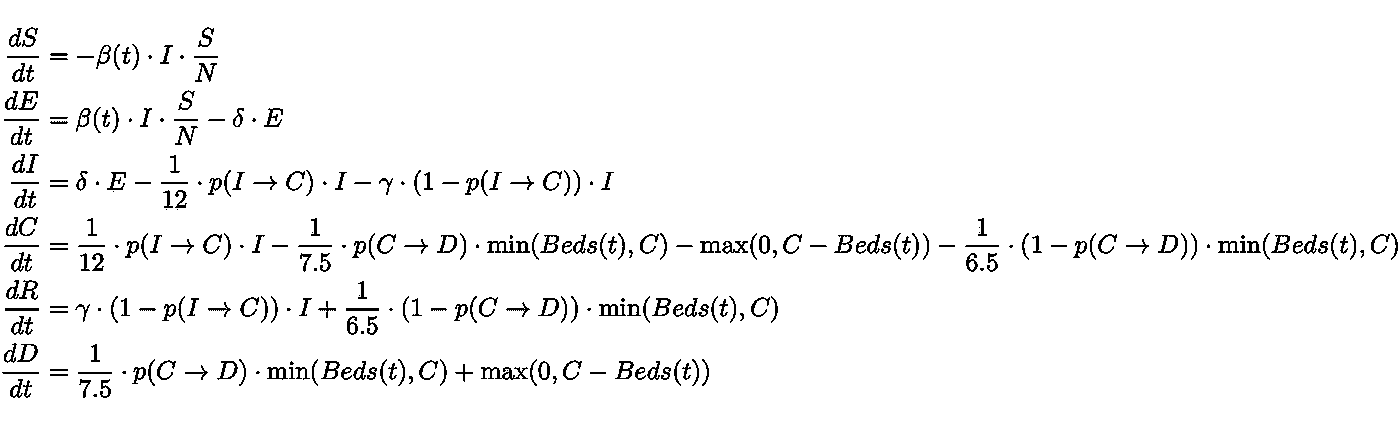 dS/dt = −β(t) · I · S/N
dE/dt = β(t) · I · S/N − δ · E
dI/dt = δ · E − 1/12 · p(I → C) · I − γ · (1 − p(I → C)) · I
dC/dt = 1/12 · p(I → C) · I − 1/7.5 · p(C → D) · min(Beds(t), C) − max(0, C − Beds(t)) − 1/6.5 · (1 − p(C → D)) · min(Beds(t), C)
dR/dt = γ · (1 − p(I → C)) · I + 1/6.5 · (1 − p(C → D)) · min(Beds(t), C)
dD/dt = 1/7.5 · p(C → D) · min(Beds(t), C) + max(0, C − Beds(t))